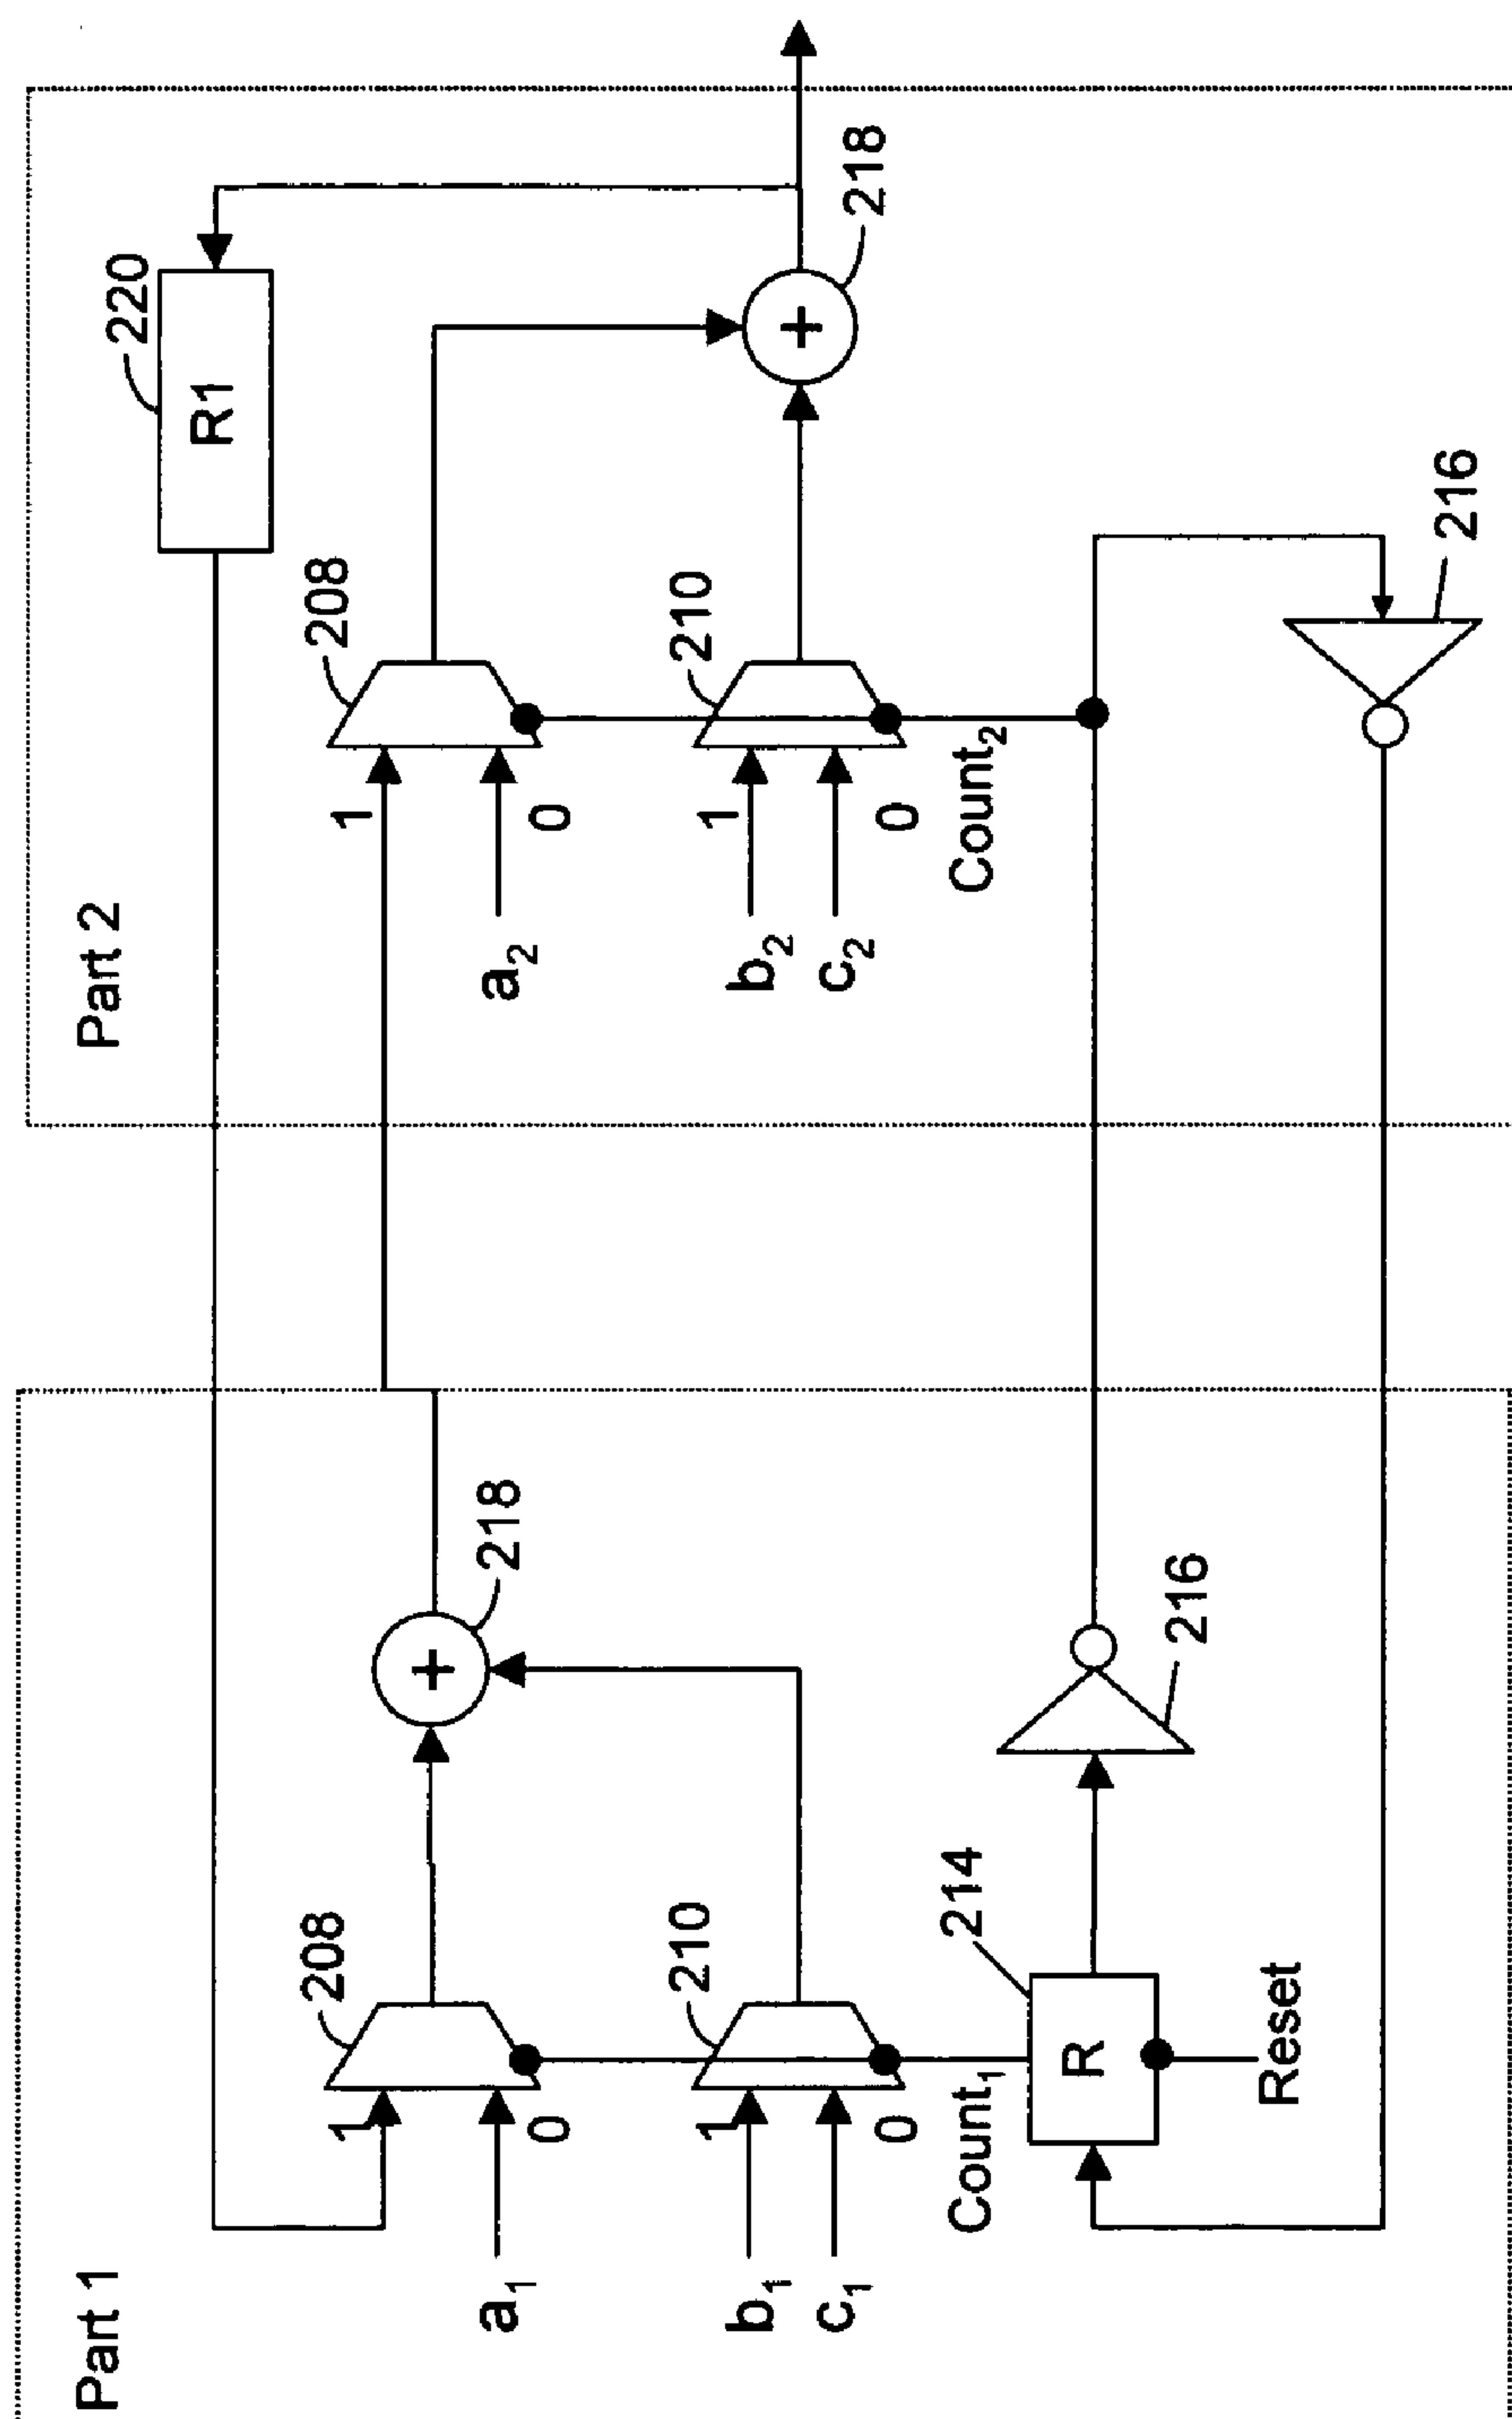 Part 1
Part 2
220
R1
208
208
1
1
a₁
0
a₂
0
218
210
210
1
1
b₁
b₂
c₁
0
c₂
0
218
Count₁
Count₂
214
R
216
Reset
216